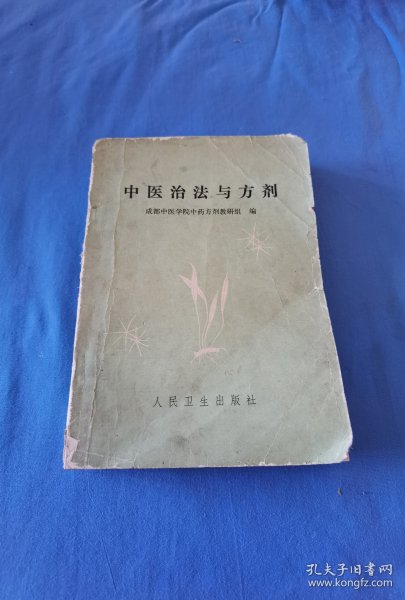 中医治法与方剂
成都中医学院中药方剂教研组 编
人民卫生出版社
孔夫子旧书网
www.kongfz.com